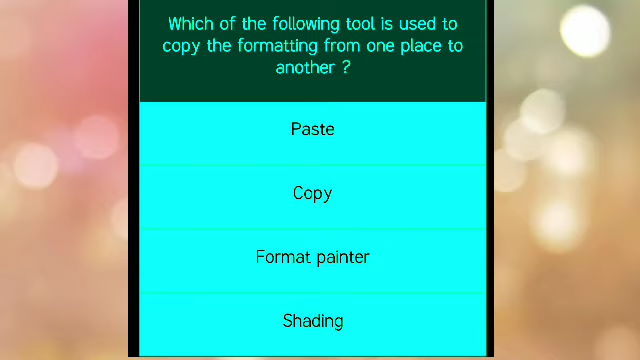 Which of the following tool is used to
copy the formatting from one place to
another ?
Paste
Copy
Format painter
Shading